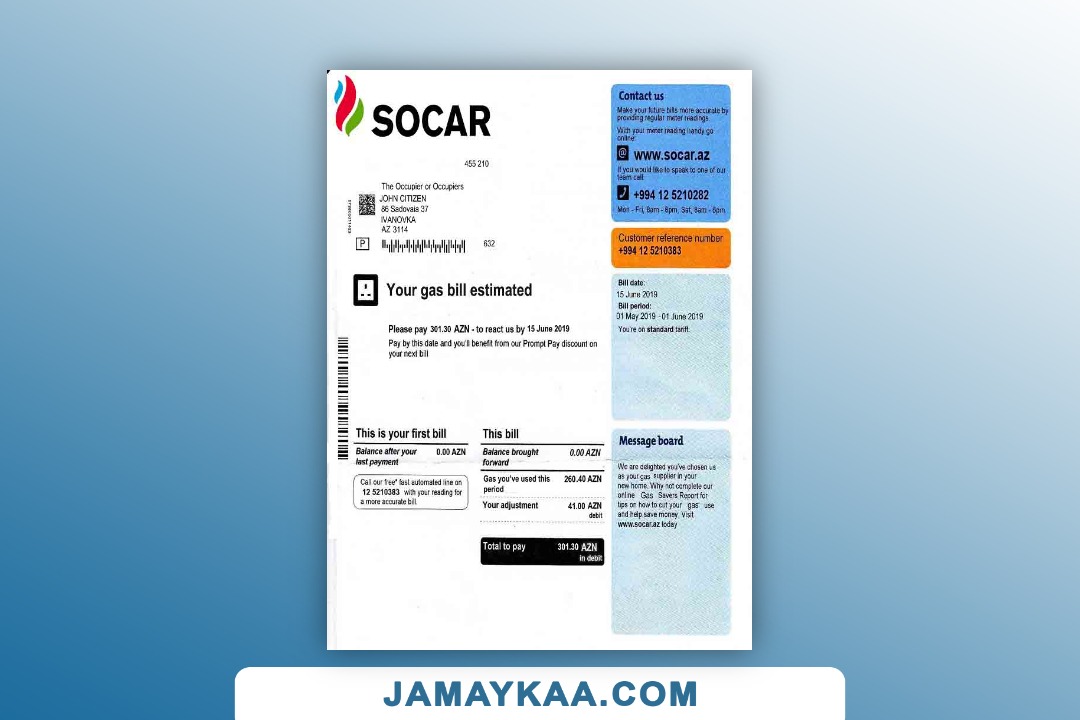 SOCAR
455 210
The Occupier or Occupiers
JOHN CITIZEN
86 Sadovaia 37
IVANOVKA
AZ 3114
P
632
Your gas bill estimated
Please pay 301.30 AZN - to react us by 15 June 2019
Pay by this date and you'll benefit from our Prompt Pay discount on
your next bill
This is your first bill
Balance after your 0.00 AZN
last payment
Call our free* fast automated line on
12 5210383 with your reading for
a more accurate bill.
This bill
Balance brought 0.00 AZN
forward
Gas you've used this 260.40 AZN
period
Your adjustment 41.00 AZN
debit
Total to pay 301.30 AZN
in debit
Contact us
Make your future bills more accurate by
providing regular meter readings.
With your meter reading handy go
online:
@ www.socar.az
If you would like to speak to one of our
team call:
+994 12 5210282
Mon - Fri, 8am - 8pm, Sat, 8am - 6pm
Customer reference number
+994 12 5210383
Bill date:
15 June 2019
Bill period:
01 May 2019 - 01 June 2019
You're on standard tariff.
Message board
We are delighted you've chosen us
as your gas supplier in your
new home. Why not complete our
online Gas Savers Report for
tips on how to cut your gas use
and help save money. Visit
www.socar.az today
JAMAYKAA.COM